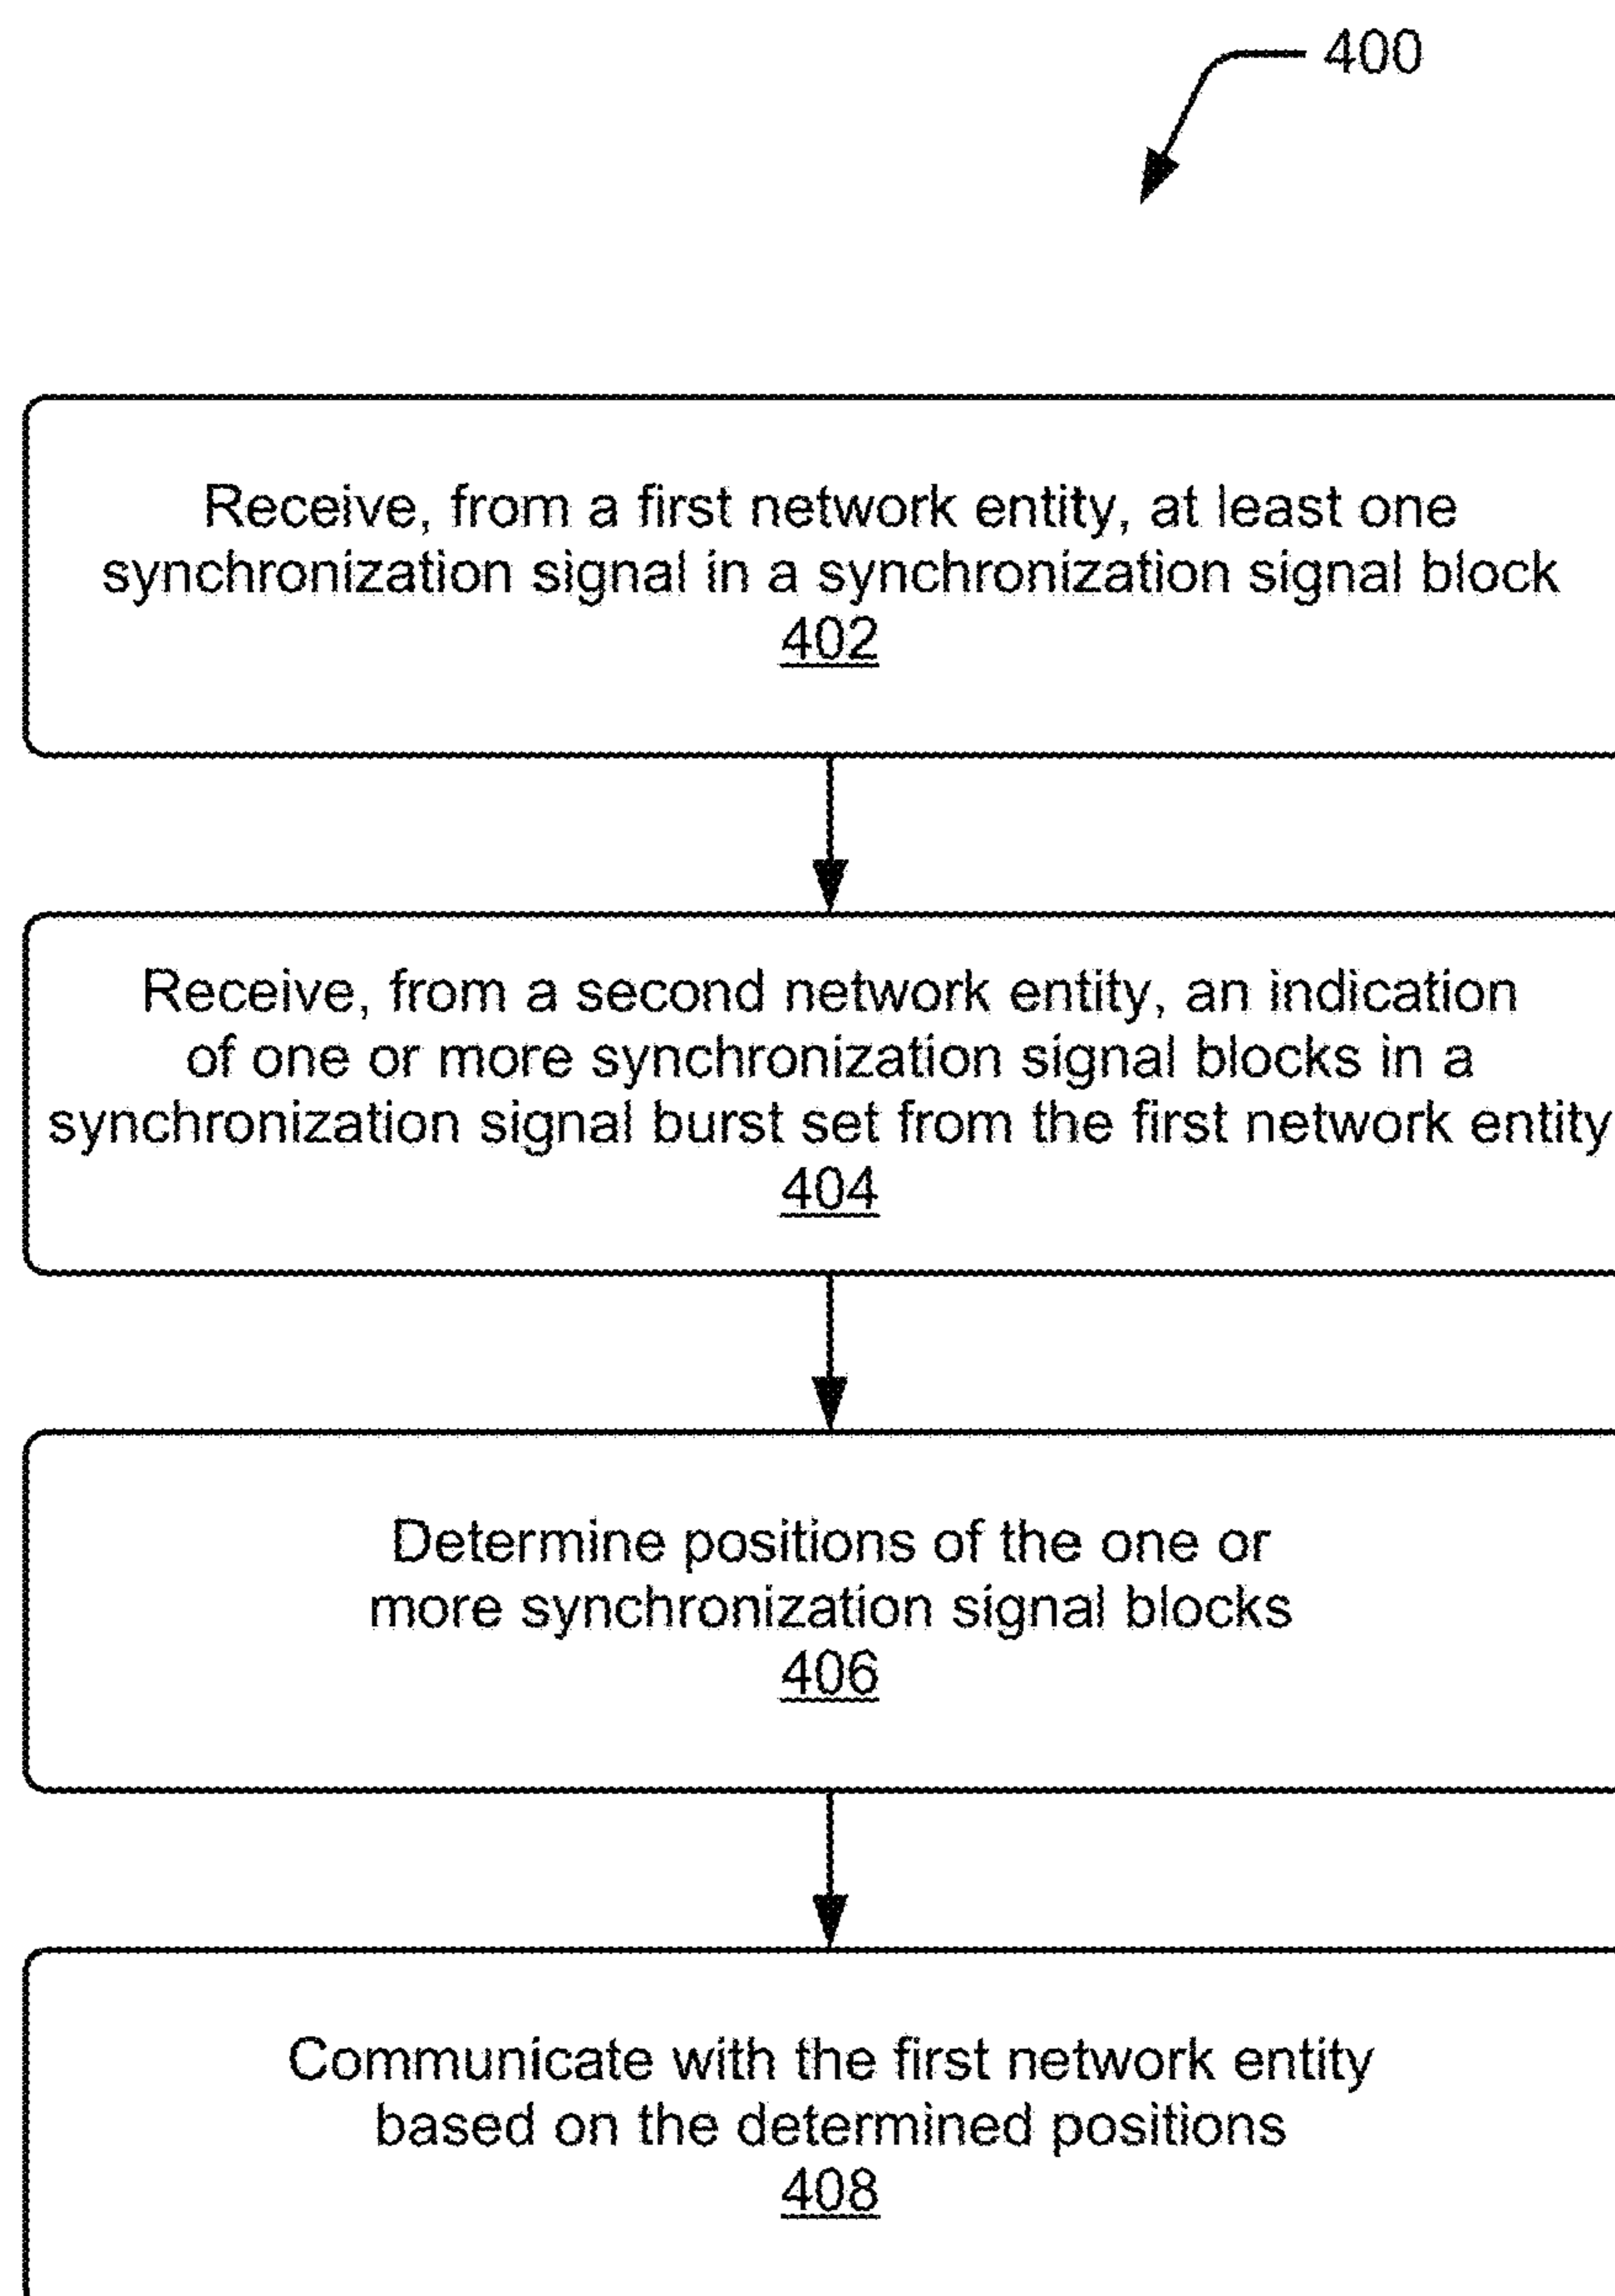 400
Receive, from a first network entity, at least one
synchronization signal in a synchronization signal block
402
Receive, from a second network entity, an indication
of one or more synchronization signal blocks in a
synchronization signal burst set from the first network entity
404
Determine positions of the one or
more synchronization signal blocks
406
Communicate with the first network entity
based on the determined positions
408